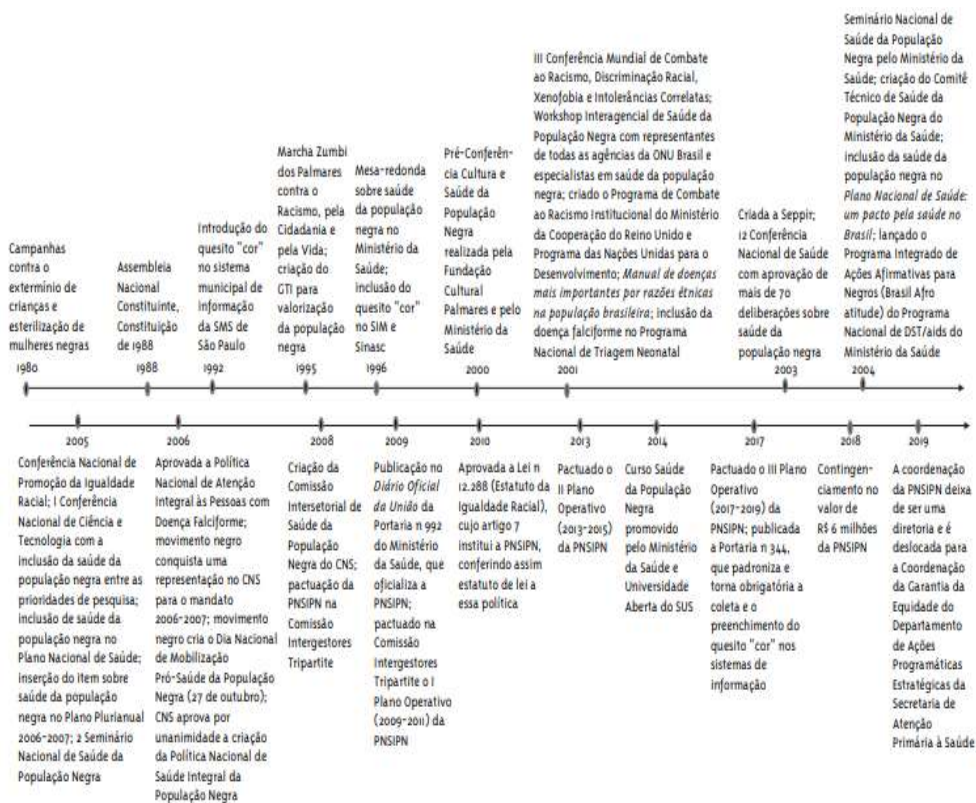 Campanhas
contra o
extermínio de
crianças e
esterilização de
mulheres negras
1980
Assembleia
Nacional
Constituinte,
Constituição
de 1988
1988
Introdução do
quesito "cor"
no sistema
municipal de
informação
da SMS de
São Paulo
1992
Marcha Zumbi
dos Palmares
contra o
Racismo, pela
Cidadania e
pela Vida;
criação do
GTI para
valorização
da população
negra
1995
Mesa-redonda
sobre saúde
da população
negra no
Ministério da
Saúde;
inclusão do
quesito "cor"
no SIM e
Sinasc
1996
Pré-Conferên-
cia Cultura e
Saúde da
População
Negra
realizada pela
Fundação
Cultural
Palmares e pelo
Ministério da
Saúde
2000
III Conferência Mundial de Combate
ao Racismo, Discriminação Racial,
Xenofobia e Intolerâncias Correlatas;
Workshop Interagencial de Saúde da
População Negra com representantes
de todas as agências da ONU Brasil e
especialistas em saúde da população
negra; criado o Programa de Combate
ao Racismo Institucional do Ministério
da Cooperação do Reino Unido e
Programa das Nações Unidas para o
Desenvolvimento; Manual de doenças
mais importantes por razões étnicas
na população brasileira; inclusão da
doença falciforme no Programa
Nacional de Triagem Neonatal
2001
Criada a Seppir;
12 Conferência
Nacional de Saúde
com aprovação de
mais de 70
deliberações sobre
saúde da
população negra
2003
Seminário Nacional de
Saúde da População
Negra pelo Ministério da
Saúde; criação do Comitê
Técnico de Saúde da
População Negra do
Ministério da Saúde;
inclusão da saúde da
população negra no
Plano Nacional de Saúde:
um pacto pela saúde no
Brasil; lançado o
Programa Integrado de
Ações Afirmativas para
Negros (Brasil Afro
atitude) do Programa
Nacional de DST/aids do
Ministério da Saúde
2004
2005
Conferência Nacional de
Promoção da Igualdade
Racial; I Conferência
Nacional de Ciência e
Tecnologia com a
inclusão da saúde da
população negra entre as
prioridades de pesquisa;
inclusão de saúde da
população negra no
Plano Nacional de Saúde;
inserção do item sobre
saúde da população
negra no Plano Plurianual
2006-2007; 2 Seminário
Nacional de Saúde da
População Negra
2006
Aprovada a Política
Nacional de Atenção
Integral às Pessoas com
Doença Falciforme;
movimento negro
conquista uma
representação no CNS
para o mandato
2006-2007; movimento
negro cria o Dia Nacional
de Mobilização
Pró-Saúde da População
Negra (27 de outubro);
CNS aprova por
unanimidade a criação
da Política Nacional de
Saúde Integral da
População Negra
2008
Criação da
Comissão
Intersetorial de
Saúde da
População
Negra do CNS;
pactuação da
PNSIPN na
Comissão
Intergestores
Tripartite
2009
Publicação no
Diário Oficial
da União da
Portaria n 992
do Ministério
da Saúde, que
oficializa a
PNSIPN;
pactuado na
Comissão
Intergestores
Tripartite o I
Plano Operativo
(2009-2011) da
PNSIPN
2010
Aprovada a Lei n
12.288 (Estatuto da
Igualdade Racial),
cujo artigo 7
institui a PNSIPN,
conferindo assim
estatuto de lei a
essa política
2013
Pactuado o
II Plano
Operativo
(2013-2015)
da PNSIPN
2014
Curso Saúde
da População
Negra
promovido
pelo Ministério
da Saúde e
Universidade
Aberta do SUS
2017
Pactuado o III Plano
Operativo
(2017-2019) da
PNSIPN; publicada
a Portaria n 344,
que padroniza e
torna obrigatória a
coleta e o
preenchimento do
quesito "cor" nos
sistemas de
informação
2018
Contingen-
ciamento no
valor de
R$ 6 milhões
da PNSIPN
2019
A coordenação
da PNSIPN deixa
de ser uma
diretoria e é
deslocada para
a Coordenação
da Garantia da
Equidade do
Departamento
de Ações
Programáticas
Estratégicas da
Secretaria de
Atenção
Primária à Saúde